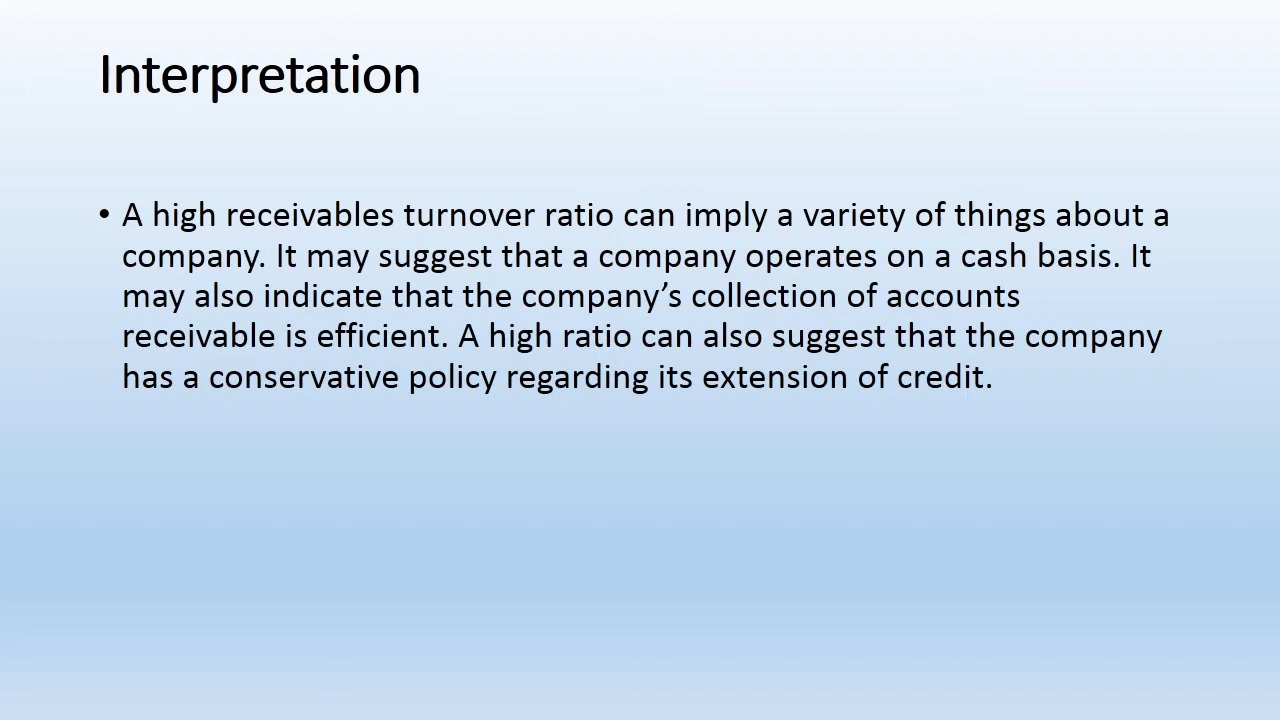 Interpretation
• A high receivables turnover ratio can imply a variety of things about a
company. It may suggest that a company operates on a cash basis. It
may also indicate that the company’s collection of accounts
receivable is efficient. A high ratio can also suggest that the company
has a conservative policy regarding its extension of credit.